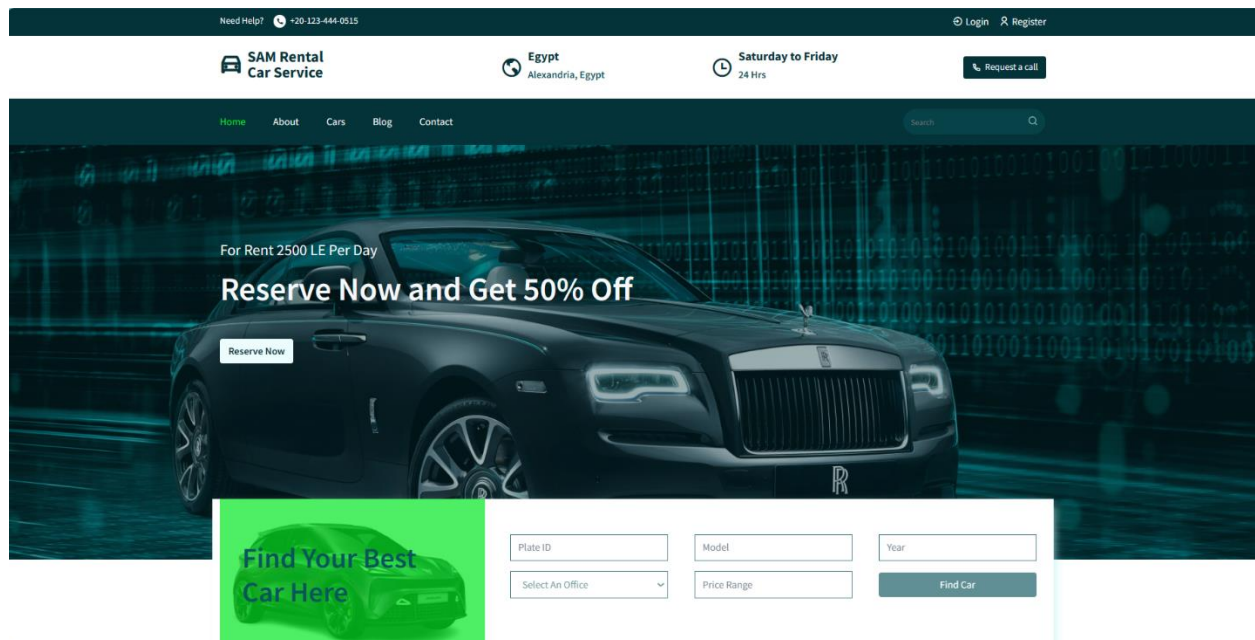 Need Help? +20-123-444-0515
Login Register
SAM Rental
Car Service
Egypt
Alexandria, Egypt
Saturday to Friday
24 Hrs
Request a call
Home About Cars Blog Contact
Search
For Rent 2500 LE Per Day
Reserve Now and Get 50% Off
Reserve Now
Find Your Best
Car Here
Plate ID Model Year
Select An Office Price Range Find Car